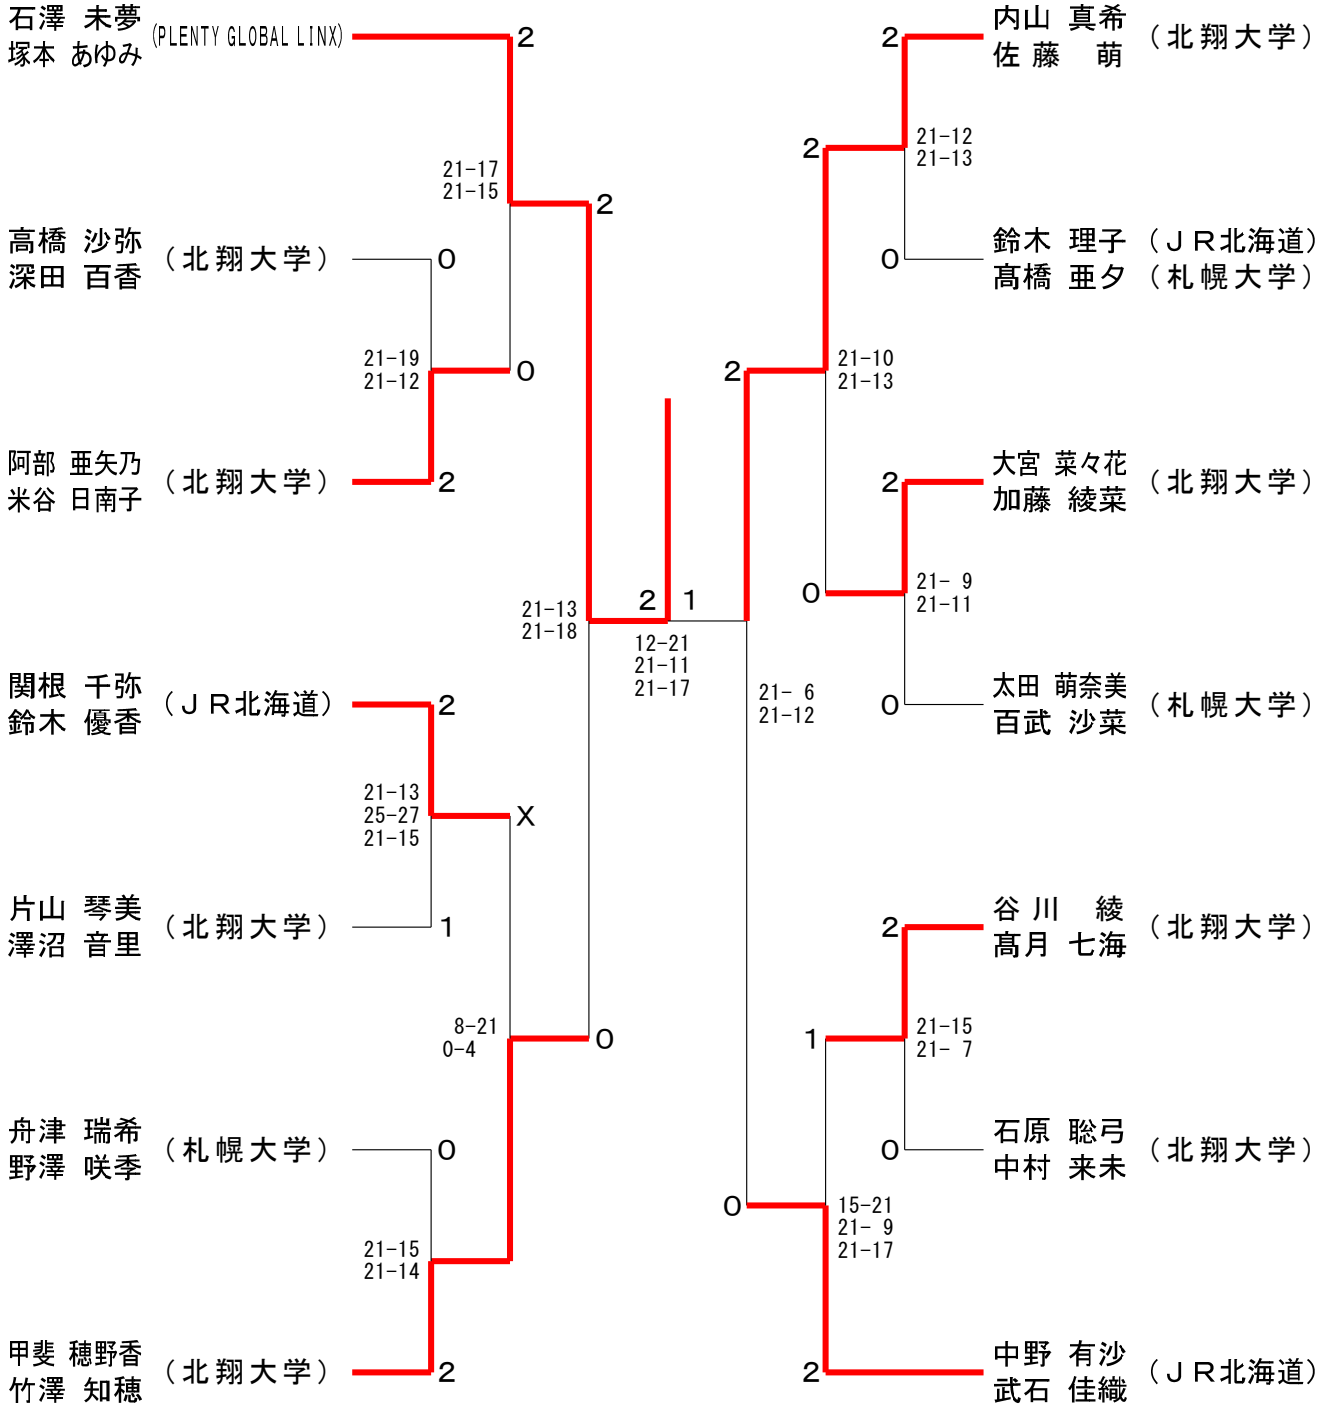 石澤 未夢
塚本 あゆみ
(PLENTY GLOBAL LINX)
2
21-17
21-15
2
高橋 沙弥
深田 百香
(北翔大学)
0
21-19
21-12
0
阿部 亜矢乃
米谷 日南子
(北翔大学)
2
21-13
21-18
関根 千弥
鈴木 優香
(JR北海道)
2
21-13
25-27
21-15
X
片山 琴美
澤沼 音里
(北翔大学)
1
8-21
0-4
0
舟津 瑞希
野澤 咲季
(札幌大学)
0
21-15
21-14
甲斐 穂野香
竹澤 知穂
(北翔大学)
2
2 1
12-21
21-11
21-17
内山 真希
佐藤 萌
(北翔大学)
2
21-12
21-13
2
鈴木 理子 (JR北海道)
髙橋 亜夕 (札幌大学)
0
2
21-10
21-13
大宮 菜々花
加藤 綾菜
(北翔大学)
2
21- 9
21-11
0
太田 萌奈美
百武 沙菜
(札幌大学)
0
21- 6
21-12
谷川 綾
髙月 七海
(北翔大学)
2
21-15
21- 7
1
石原 聡弓
中村 来未
(北翔大学)
0
0
15-21
21- 9
21-17
中野 有沙
武石 佳織
(JR北海道)
2